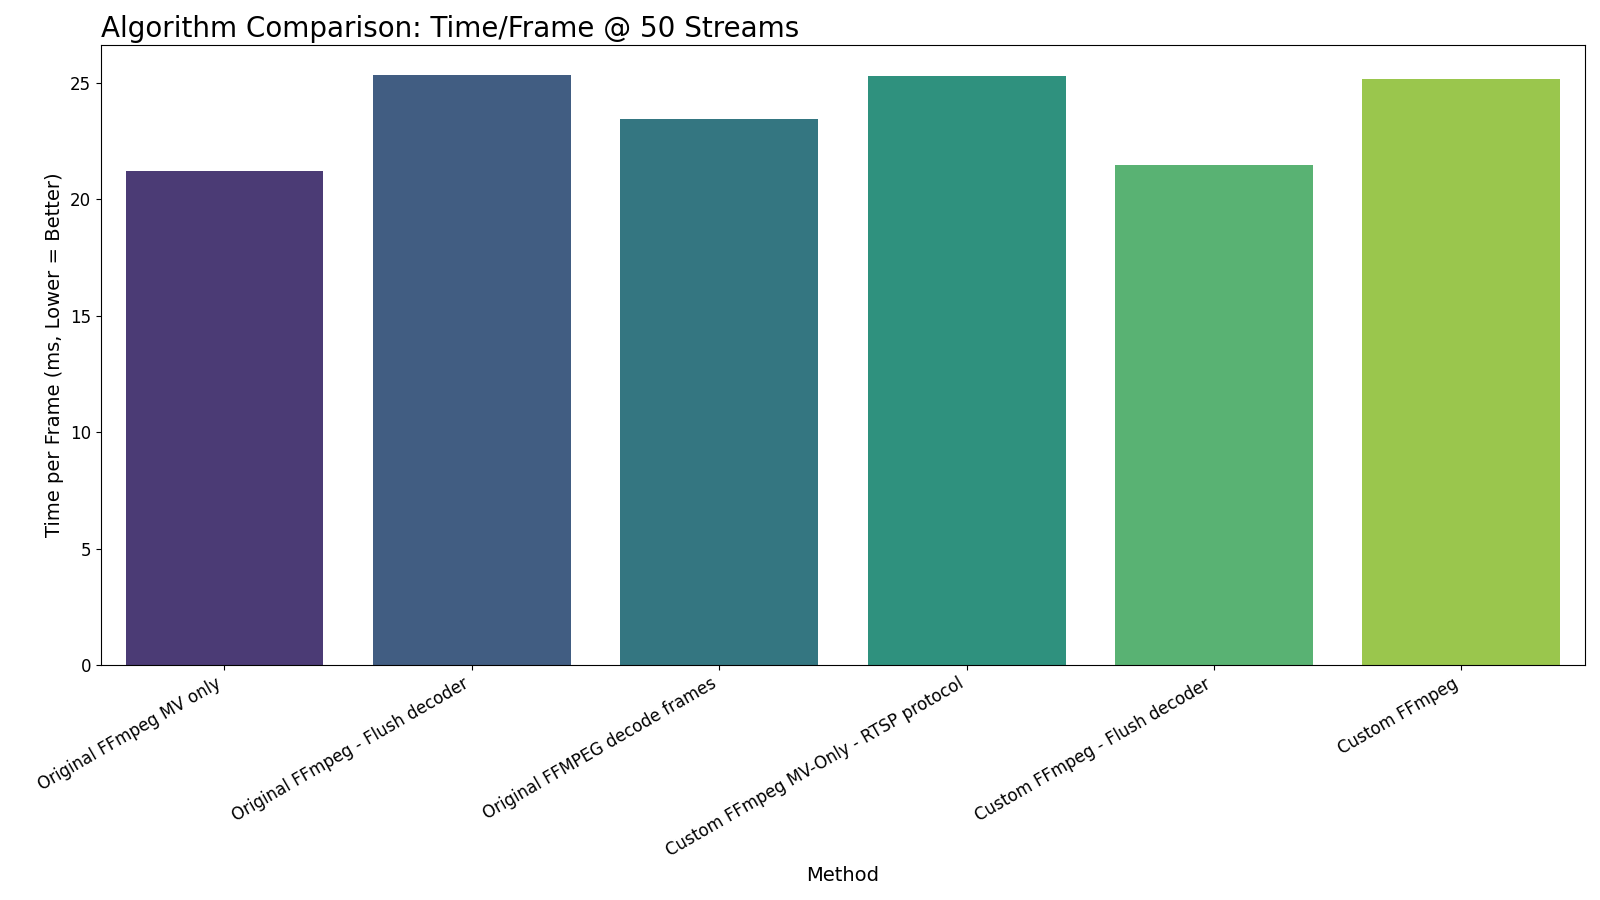 Algorithm Comparison: Time/Frame @ 50 Streams
Time per Frame (ms, Lower = Better)
25
20
15
10
5
0
Original FFmpeg MV only
Original FFmpeg - Flush decoder
Original FFMPEG decode frames
Custom FFmpeg MV-Only - RTSP protocol
Custom FFmpeg - Flush decoder
Custom FFmpeg
Method